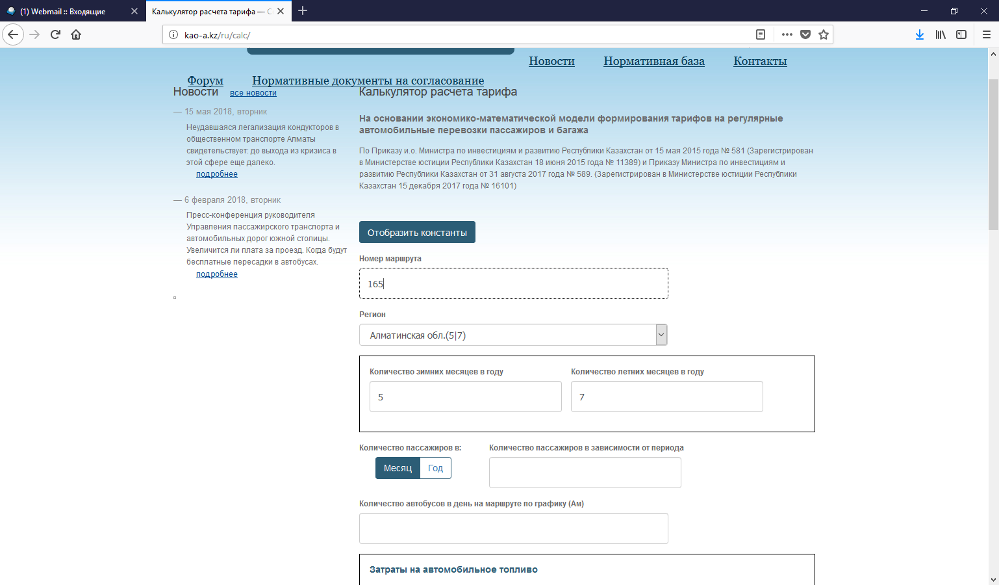 (1) Webmail :: Входящие
Калькулятор расчета тарифа — С
kao-a.kz/ru/calc/
Новости Нормативная база Контакты
Форум Нормативные документы на согласование
Новости все новости
— 15 мая 2018, вторник
Неудавшаяся легализация кондукторов в
общественном транспорте Алматы
свидетельствует: до выхода из кризиса в
этой сфере еще далеко.
подробнее
— 6 февраля 2018, вторник
Пресс-конференция руководителя
Управления пассажирского транспорта и
автомобильных дорог южной столицы.
Увеличится ли плата за проезд. Когда будут
бесплатные пересадки в автобусах.
подробнее
Калькулятор расчета тарифа
На основании экономико-математической модели формирования тарифов на регулярные
автомобильные перевозки пассажиров и багажа
По Приказу и.о. Министра по инвестициям и развитию Республики Казахстан от 15 мая 2015 года № 581 (Зарегистрирован
в Министерстве юстиции Республики Казахстан 18 июня 2015 года № 11389) и Приказу Министра по инвестициям и
развитию Республики Казахстан от 31 августа 2017 года № 589. (Зарегистрирован в Министерстве юстиции Республики
Казахстан 15 декабря 2017 года № 16101)
Отобразить константы
Номер маршрута
165
Регион
Алматинская обл.(5|7)
Количество зимних месяцев в году Количество летних месяцев в году
5 7
Количество пассажиров в: Количество пассажиров в зависимости от периода
Месяц Год
Количество автобусов в день на маршруте по графику (Ам)
Затраты на автомобильное топливо